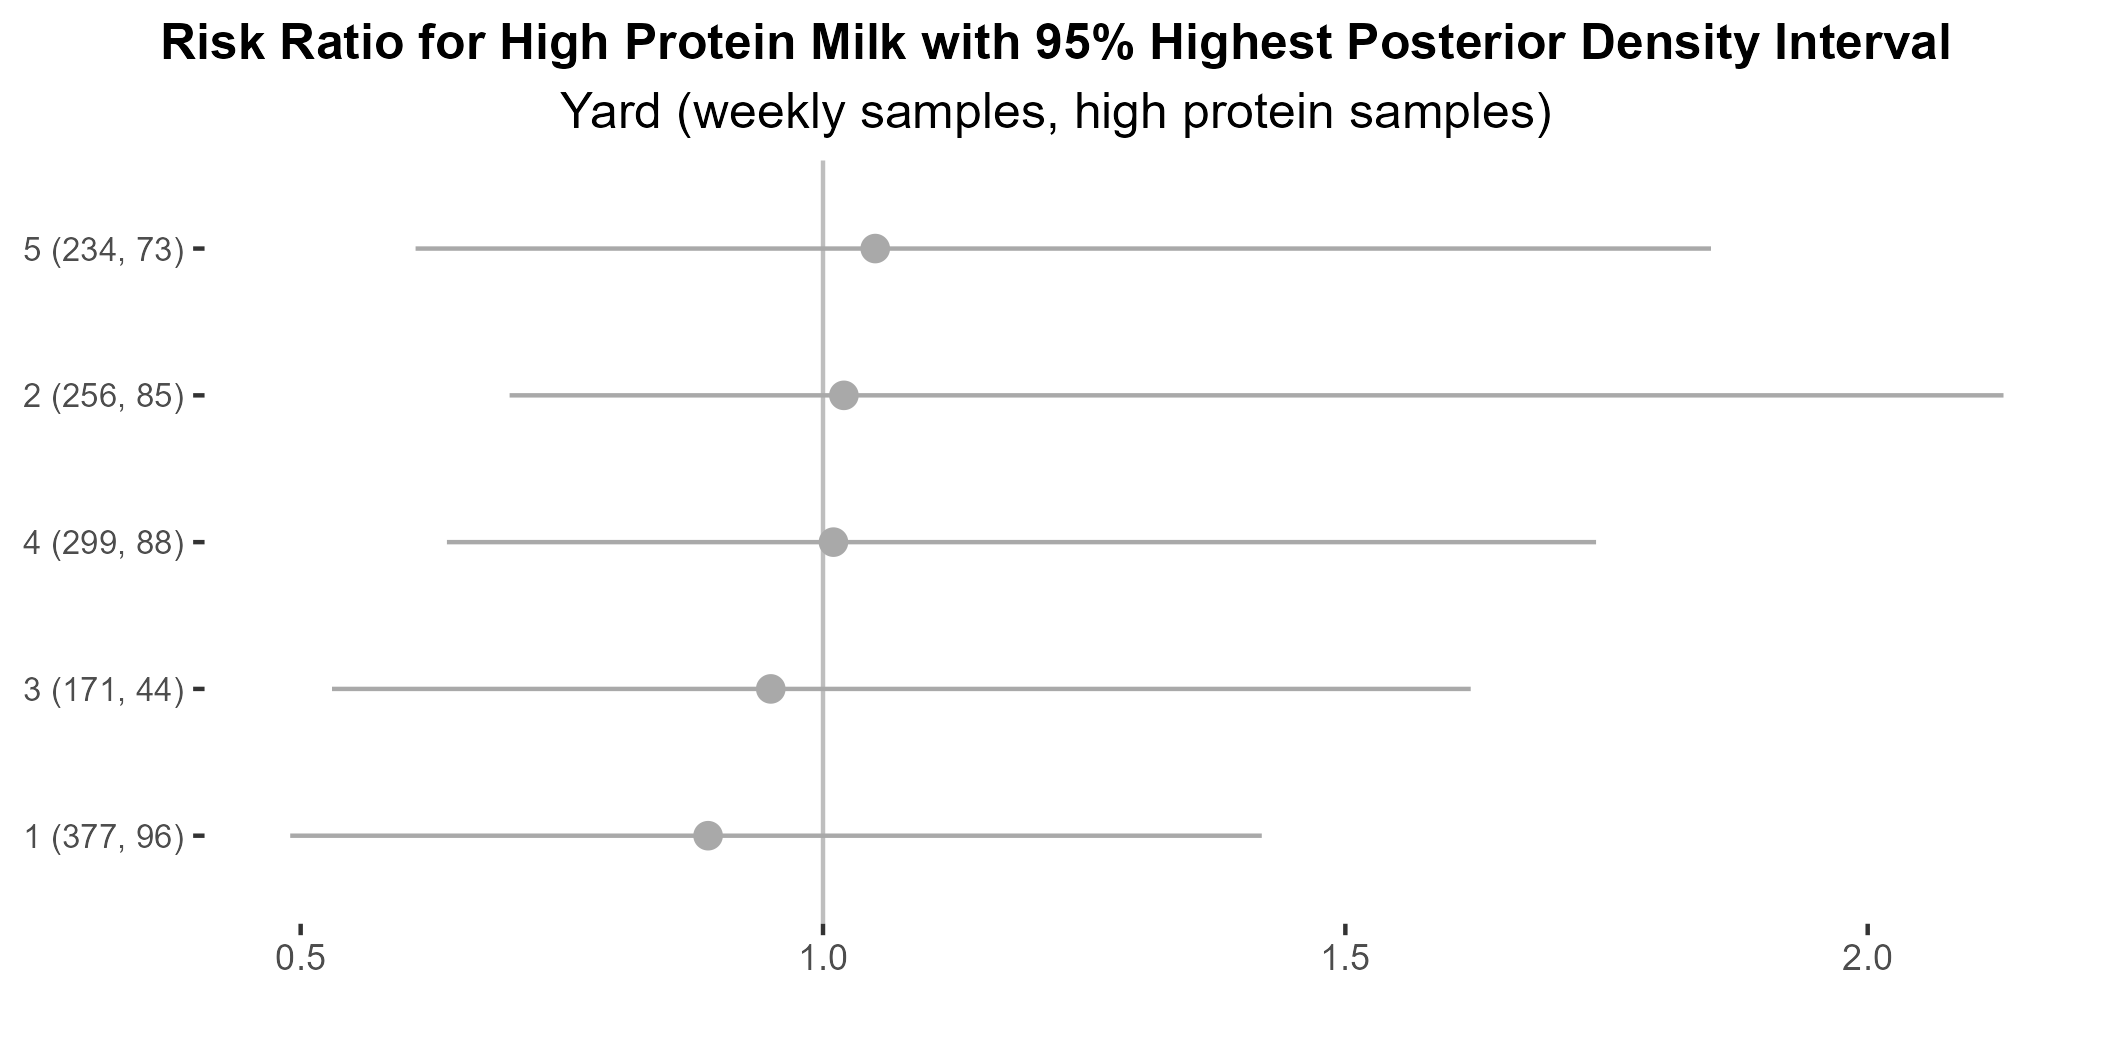 Risk Ratio for High Protein Milk with 95% Highest Posterior Density Interval
Yard (weekly samples, high protein samples)
5 (234, 73)
2 (256, 85)
4 (299, 88)
3 (171, 44)
1 (377, 96)
0.5 1.0 1.5 2.0